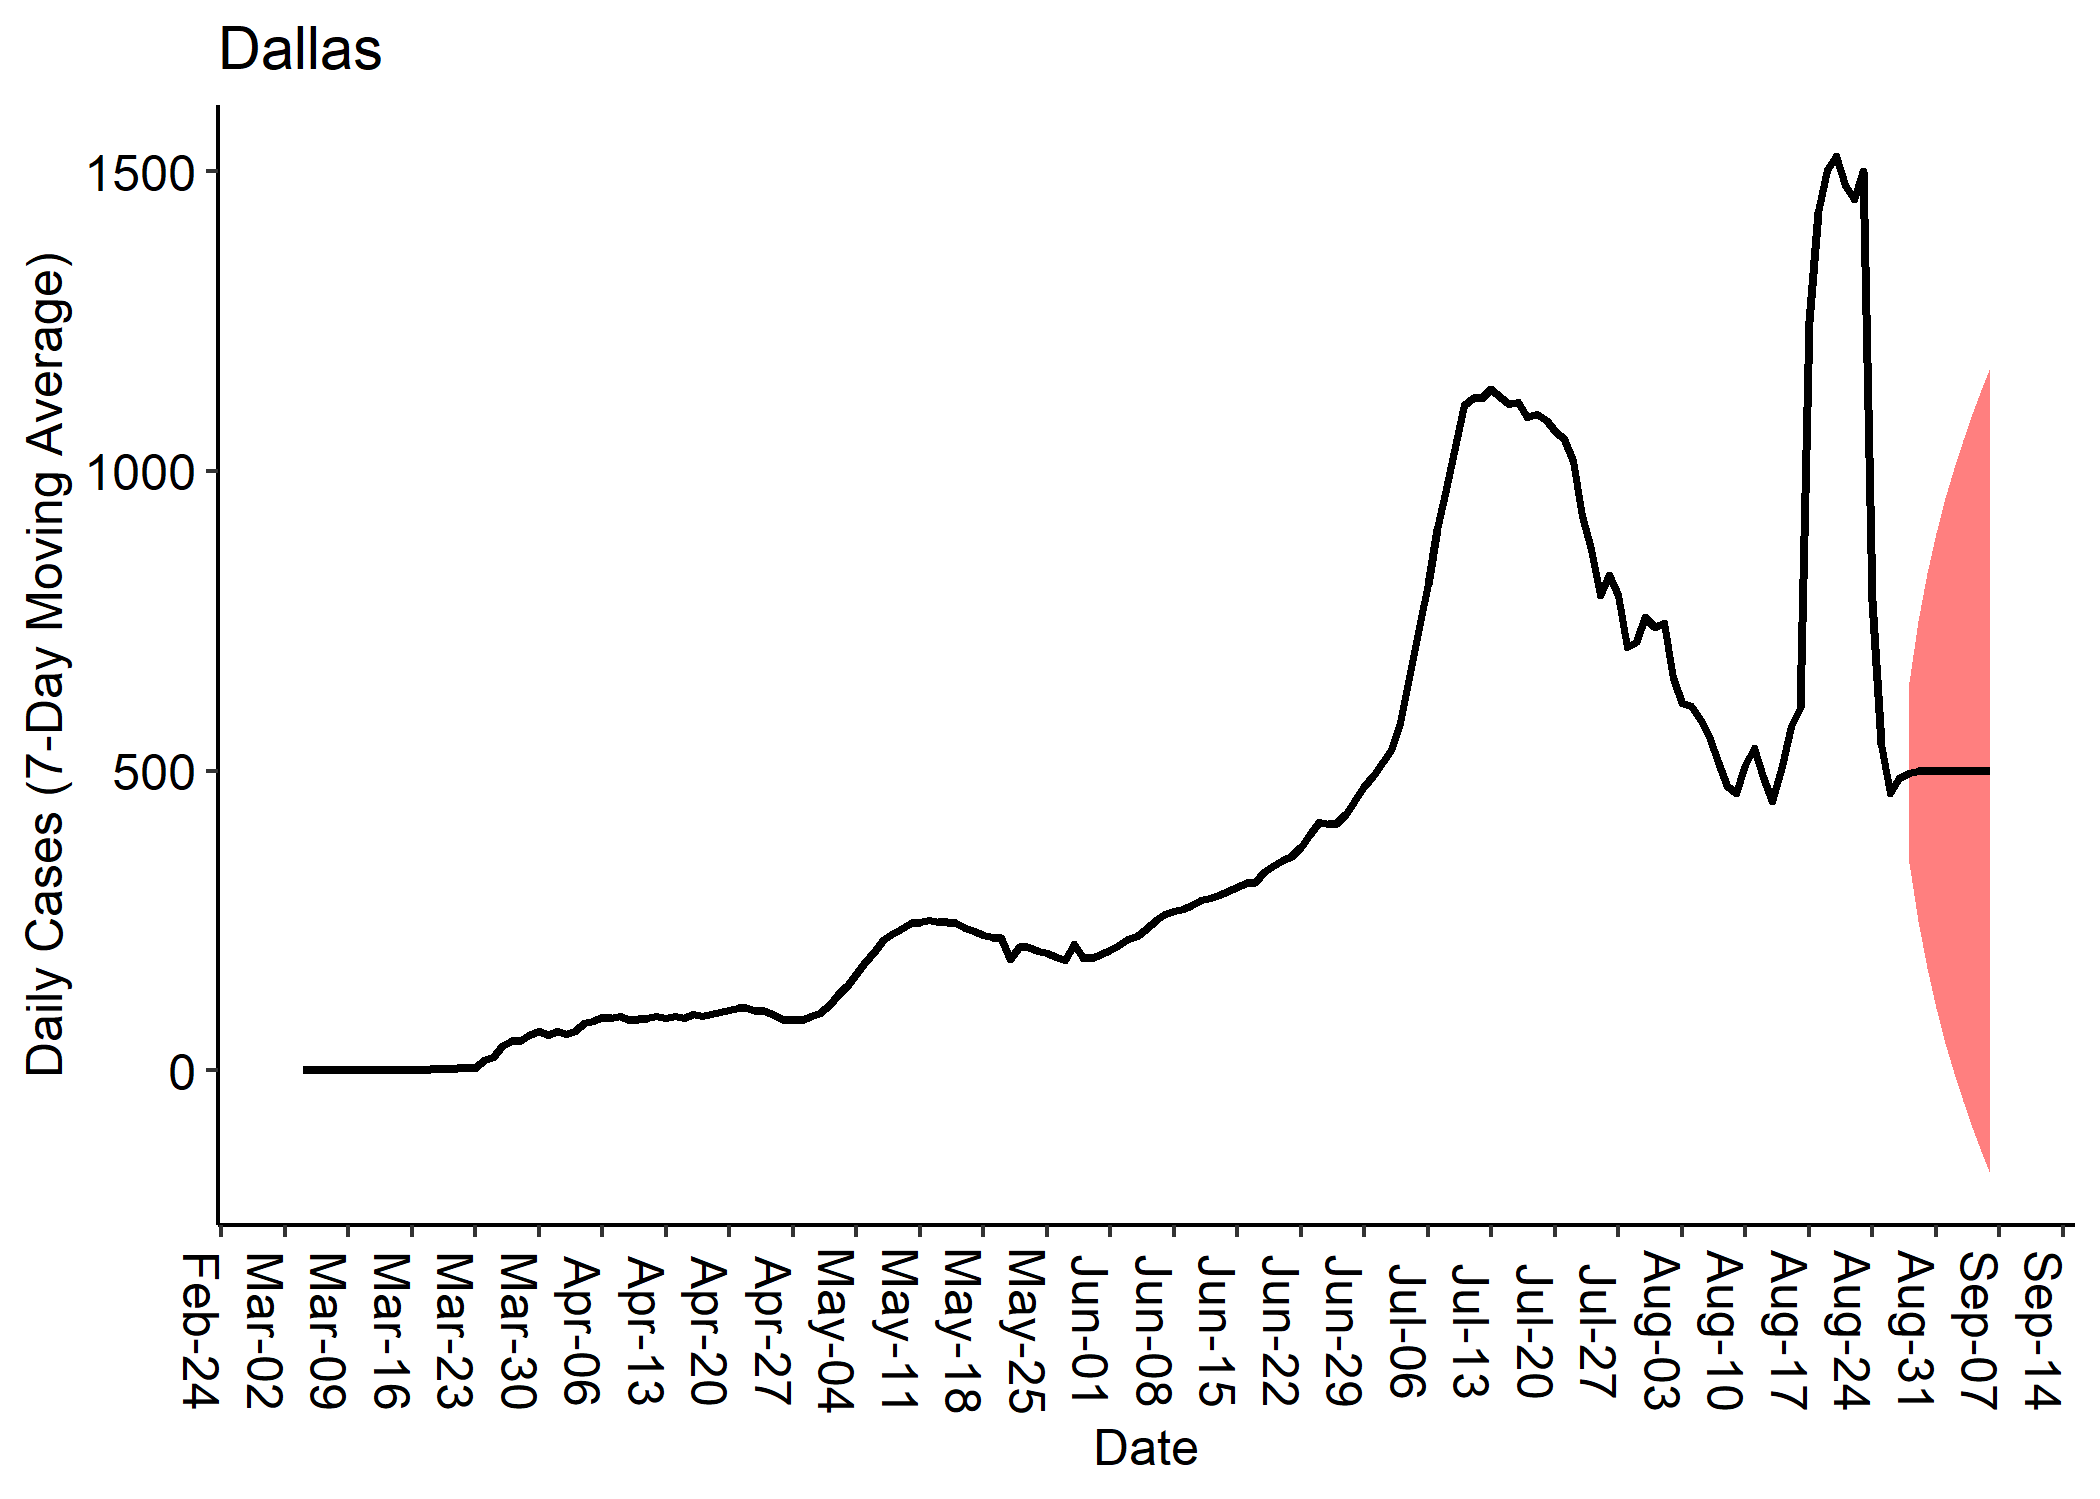 Dallas
Daily Cases (7-Day Moving Average)
1500
1000
500
0
Feb-24
Mar-02
Mar-09
Mar-16
Mar-23
Mar-30
Apr-06
Apr-13
Apr-20
Apr-27
May-04
May-11
May-18
May-25
Jun-01
Jun-08
Jun-15
Jun-22
Jun-29
Jul-06
Jul-13
Jul-20
Jul-27
Aug-03
Aug-10
Aug-17
Aug-24
Aug-31
Sep-07
Sep-14
Date